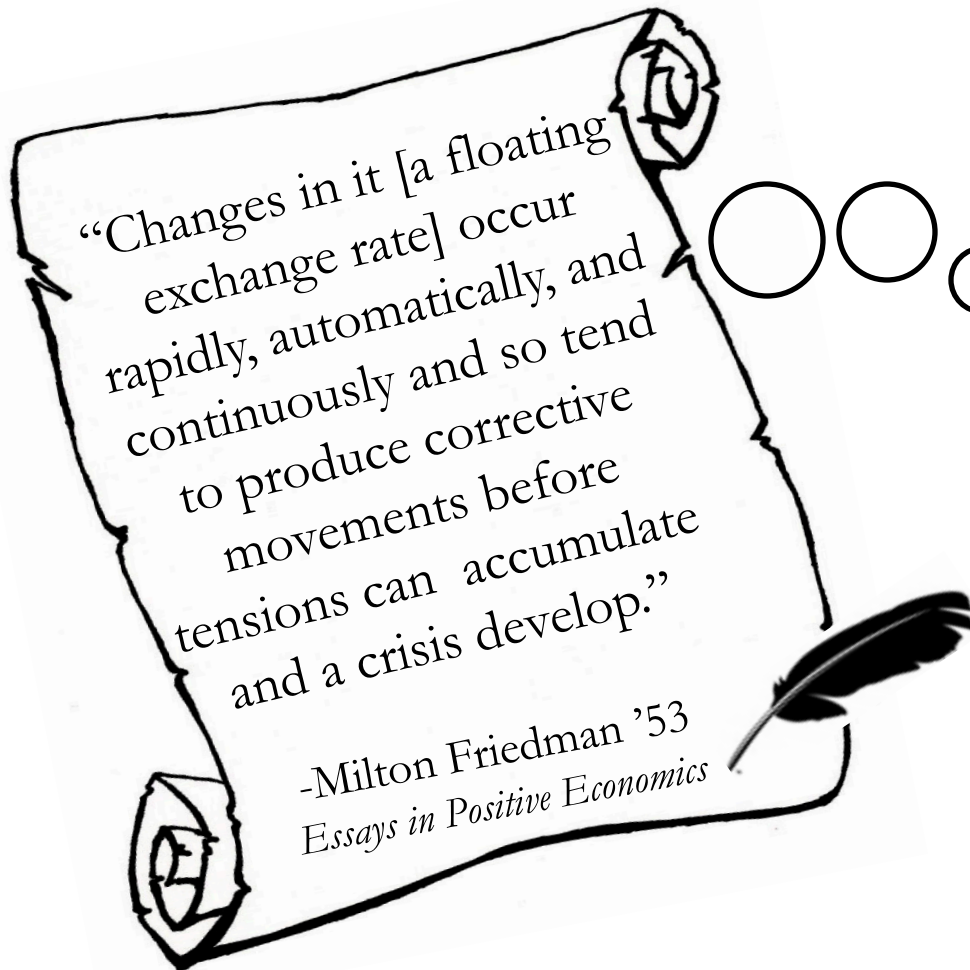 “Changes in it [a floating
exchange rate] occur
rapidly, automatically, and
continuously and so tend
to produce corrective
movements before
tensions can accumulate
and a crisis develop.”
-Milton Friedman ’53
Essays in Positive Economics